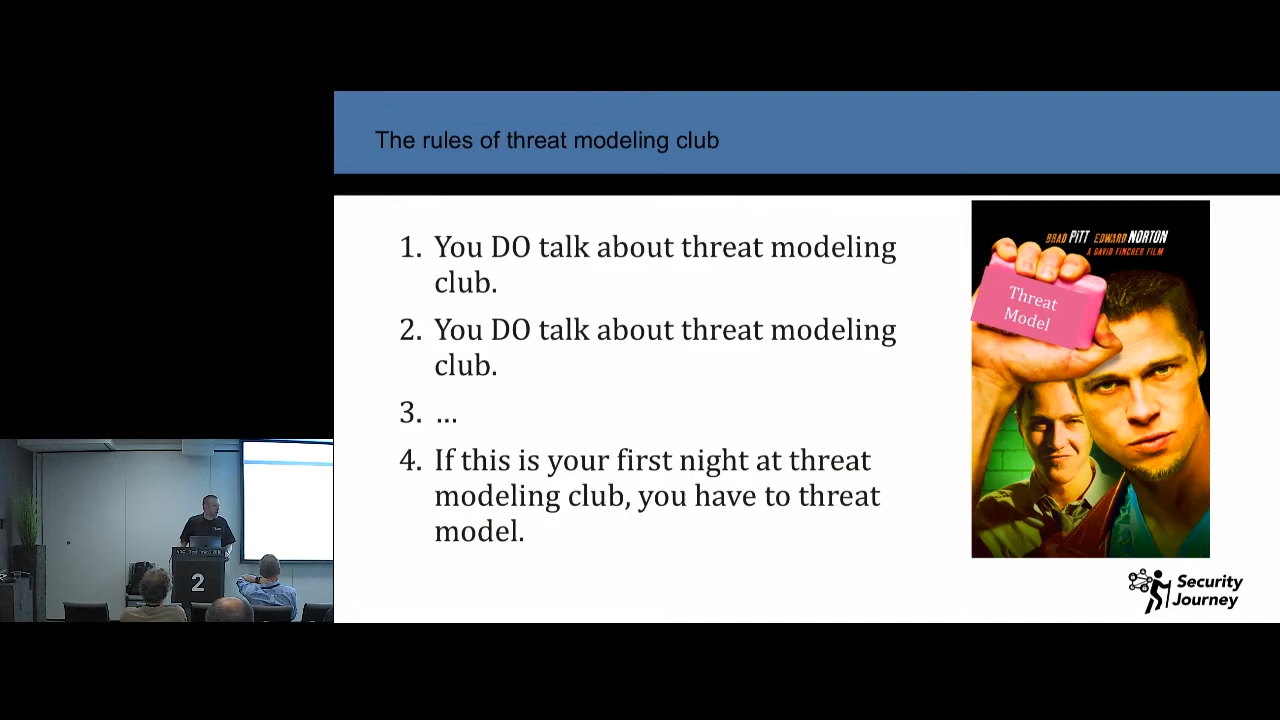 The rules of threat modeling club
1. You DO talk about threat modeling
club.
2. You DO talk about threat modeling
club.
3. ...
4. If this is your first night at threat
modeling club, you have to threat
model.
BRAD PITT EDWARD NORTON
A DAVID FINCHER FILM
Threat
Model
Security
Journey
2